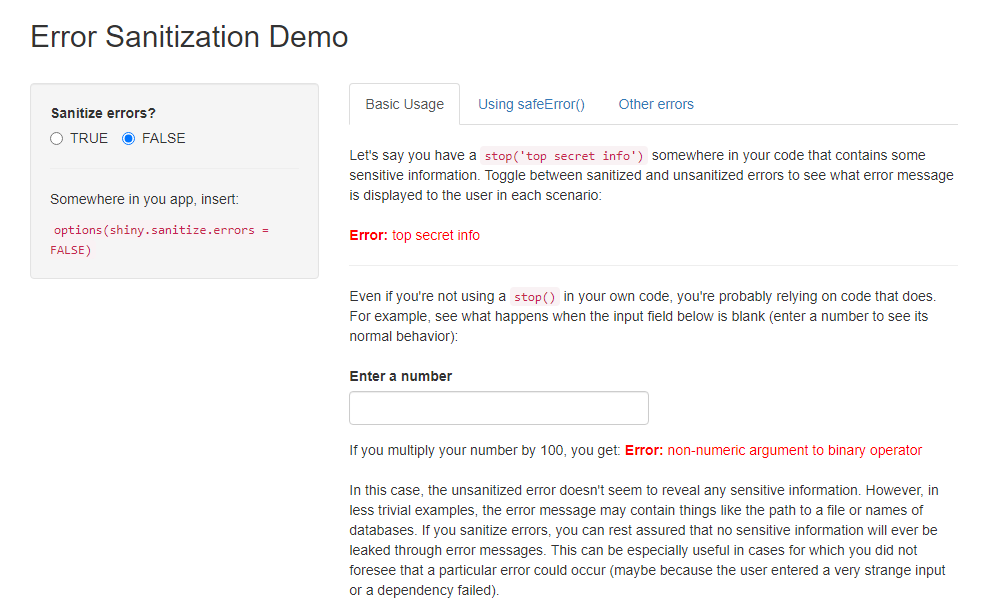 Error Sanitization Demo
Sanitize errors?
TRUE FALSE
Somewhere in you app, insert:
options(shiny.sanitize.errors =
FALSE)
Basic Usage Using safeError() Other errors
Let's say you have a stop('top secret info') somewhere in your code that contains some
sensitive information. Toggle between sanitized and unsanitized errors to see what error message
is displayed to the user in each scenario:
Error: top secret info
Even if you're not using a stop() in your own code, you're probably relying on code that does.
For example, see what happens when the input field below is blank (enter a number to see its
normal behavior):
Enter a number
If you multiply your number by 100, you get: Error: non-numeric argument to binary operator
In this case, the unsanitized error doesn't seem to reveal any sensitive information. However, in
less trivial examples, the error message may contain things like the path to a file or names of
databases. If you sanitize errors, you can rest assured that no sensitive information will ever be
leaked through error messages. This can be especially useful in cases for which you did not
foresee that a particular error could occur (maybe because the user entered a very strange input
or a dependency failed).